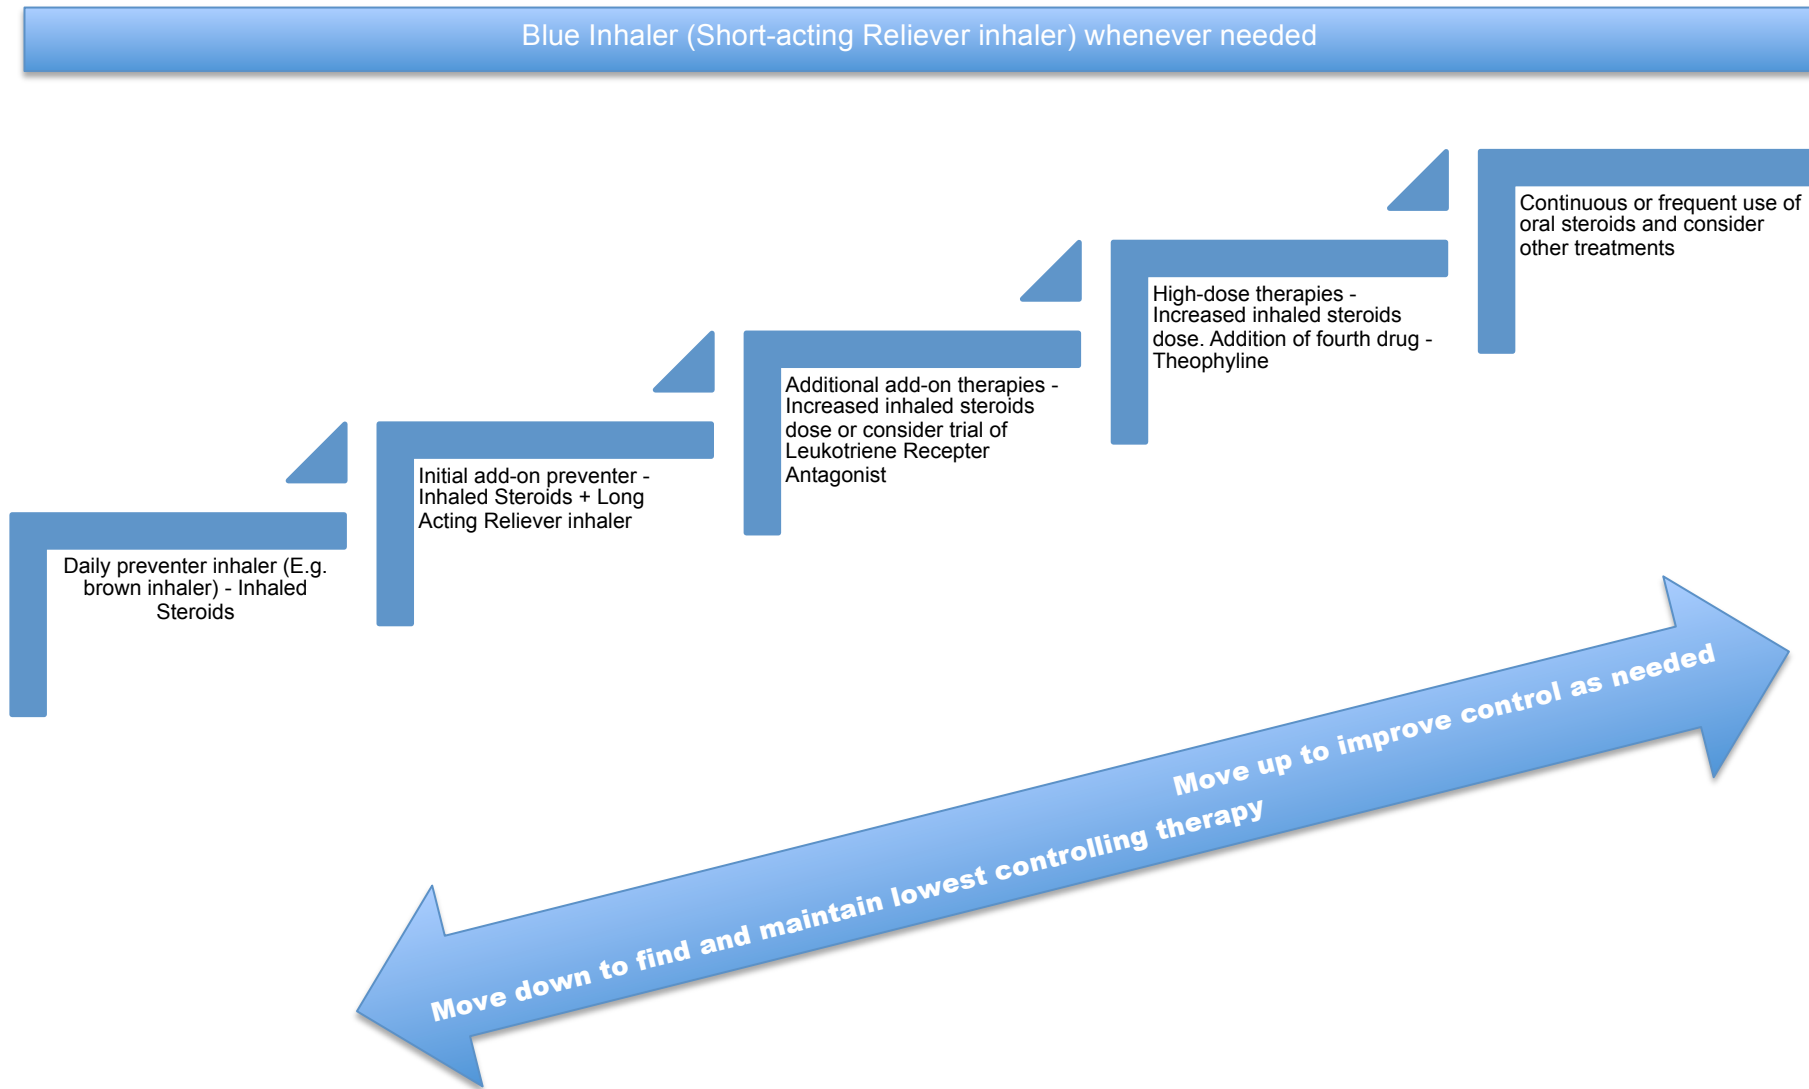 Blue Inhaler (Short-acting Reliever inhaler) whenever needed
Continuous or frequent use of
oral steroids and consider
other treatments
High-dose therapies -
Increased inhaled steroids
dose. Addition of fourth drug -
Theophyline
Additional add-on therapies -
Increased inhaled steroids
dose or consider trial of
Leukotriene Recepter
Antagonist
Initial add-on preventer -
Inhaled Steroids + Long
Acting Reliever inhaler
Daily preventer inhaler (E.g.
brown inhaler) - Inhaled
Steroids
Move up to improve control as needed
Move down to find and maintain lowest controlling therapy